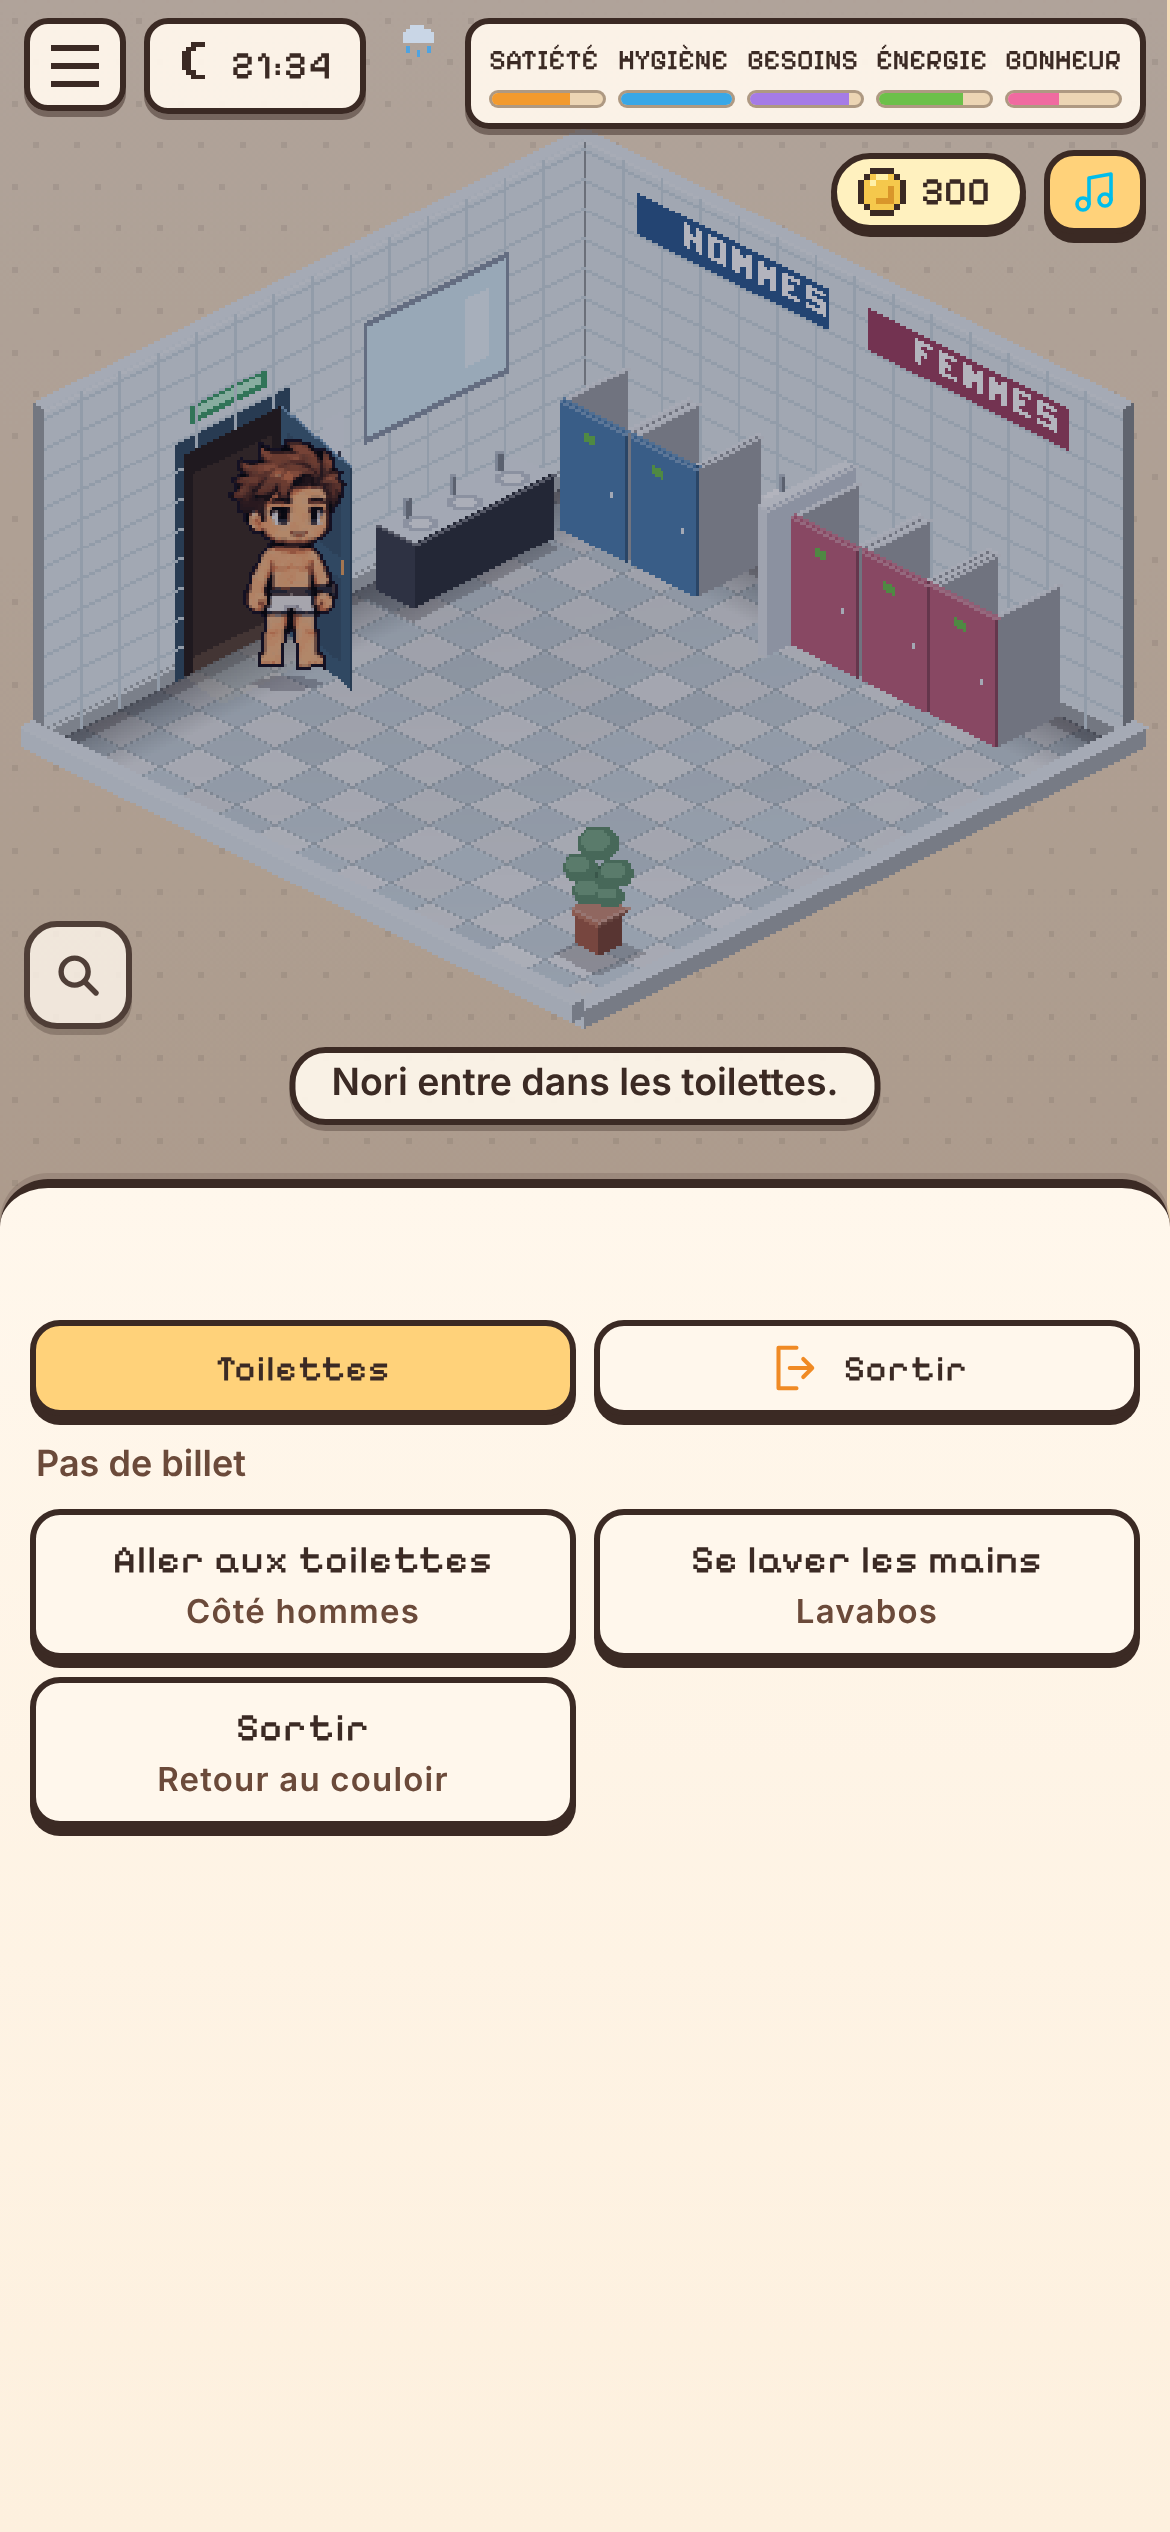 21:34
SATIÉTÉ HYGIÈNE BESOINS ÉNERGIE BONHEUR
300
HOMMES
FEMMES
Nori entre dans les toilettes.
Toilettes
Sortir
Pas de billet
Aller aux toilettes
Côté hommes
Se laver les mains
Lavabos
Sortir
Retour au couloir